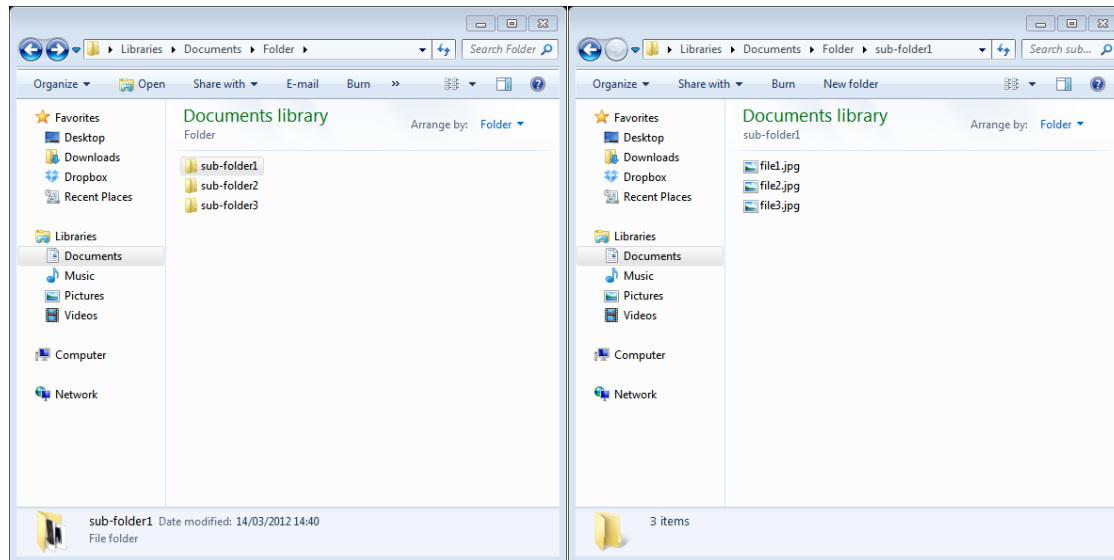 Libraries Documents Folder
Search Folder
Organize Open Share with E-mail Burn »
Favorites
Desktop
Downloads
Dropbox
Recent Places
Libraries
Documents
Music
Pictures
Videos
Computer
Network
Documents library
Folder
Arrange by: Folder
sub-folder1
sub-folder2
sub-folder3
sub-folder1 Date modified: 14/03/2012 14:40
File folder
Libraries Documents Folder sub-folder1
Search sub...
Organize Share with Burn New folder
Favorites
Desktop
Downloads
Dropbox
Recent Places
Libraries
Documents
Music
Pictures
Videos
Computer
Network
Documents library
sub-folder1
Arrange by: Folder
file1.jpg
file2.jpg
file3.jpg
3 items